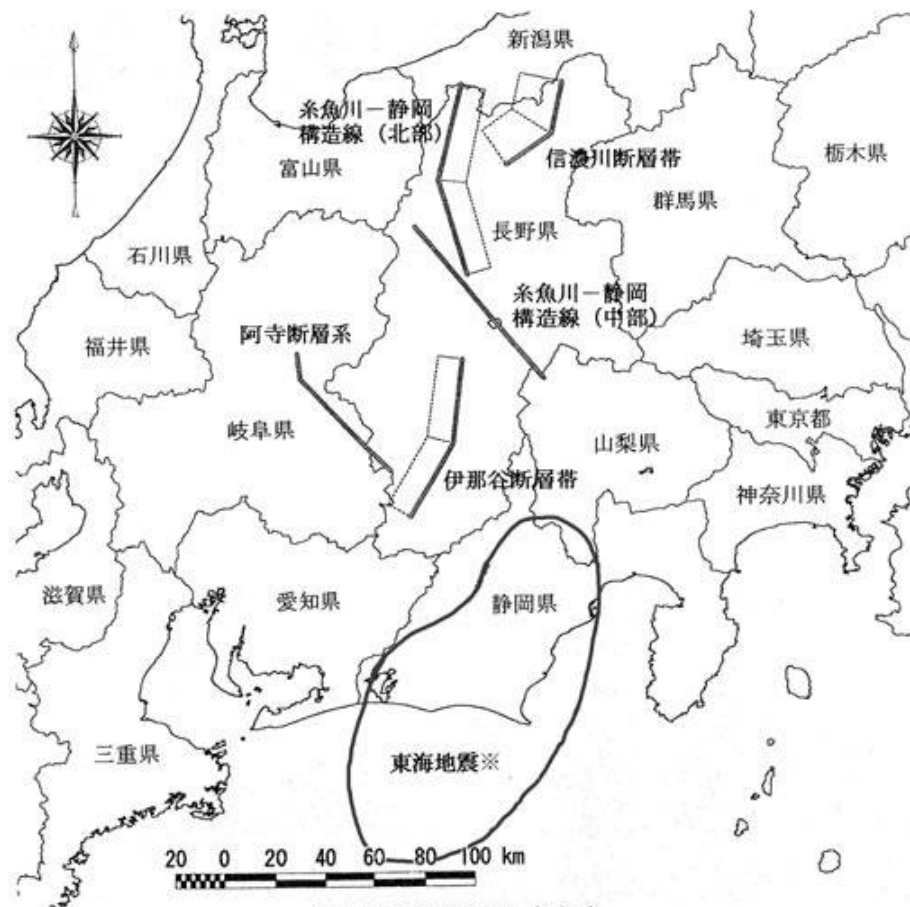 新潟県
糸魚川－静岡
構造線（北部）
富山県
信濃川断層帯
栃木県
群馬県
石川県
長野県
糸魚川－静岡
構造線（中部）
福井県
阿寺断層系
埼玉県
東京都
岐阜県
山梨県
伊那谷断層帯
神奈川県
滋賀県
愛知県
静岡県
三重県
東海地震※
20 0 20 40 60 80 100 km